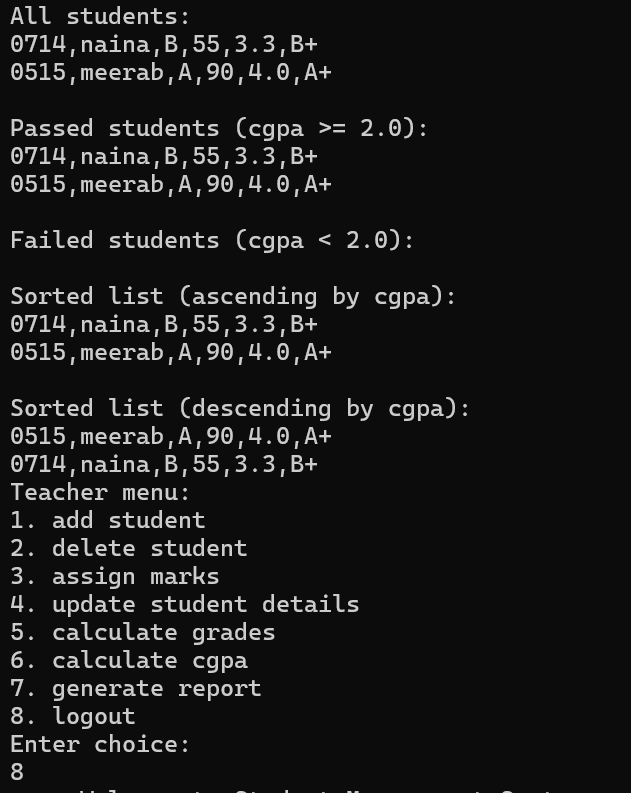 All students:
0714,naina,B,55,3.3,B+
0515,meerab,A,90,4.0,A+
Passed students (cgpa >= 2.0):
0714,naina,B,55,3.3,B+
0515,meerab,A,90,4.0,A+
Failed students (cgpa < 2.0):
Sorted list (ascending by cgpa):
0714,naina,B,55,3.3,B+
0515,meerab,A,90,4.0,A+
Sorted list (descending by cgpa):
0515,meerab,A,90,4.0,A+
0714,naina,B,55,3.3,B+
Teacher menu:
1. add student
2. delete student
3. assign marks
4. update student details
5. calculate grades
6. calculate cgpa
7. generate report
8. logout
Enter choice:
8